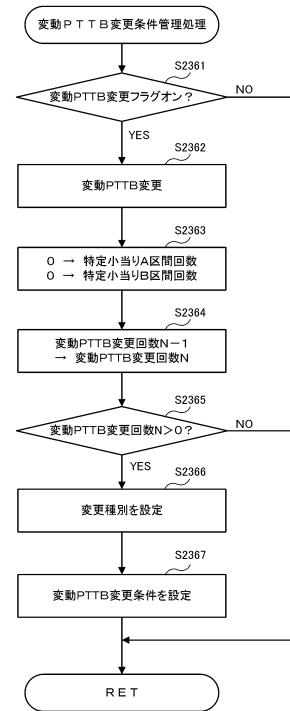 変動ＰＴＴＢ変更条件管理処理
S2361
変動PTTB変更フラグオン？
NO
YES
S2362
変動PTTB変更
S2363
０ → 特定小当りA区間回数
０ → 特定小当りB区間回数
S2364
変動PTTB変更回数N－１
→ 変動PTTB変更回数N
S2365
変動PTTB変更回数N＞０？
NO
YES
S2366
変更種別を設定
S2367
変動PTTB変更条件を設定
ＲＥＴ